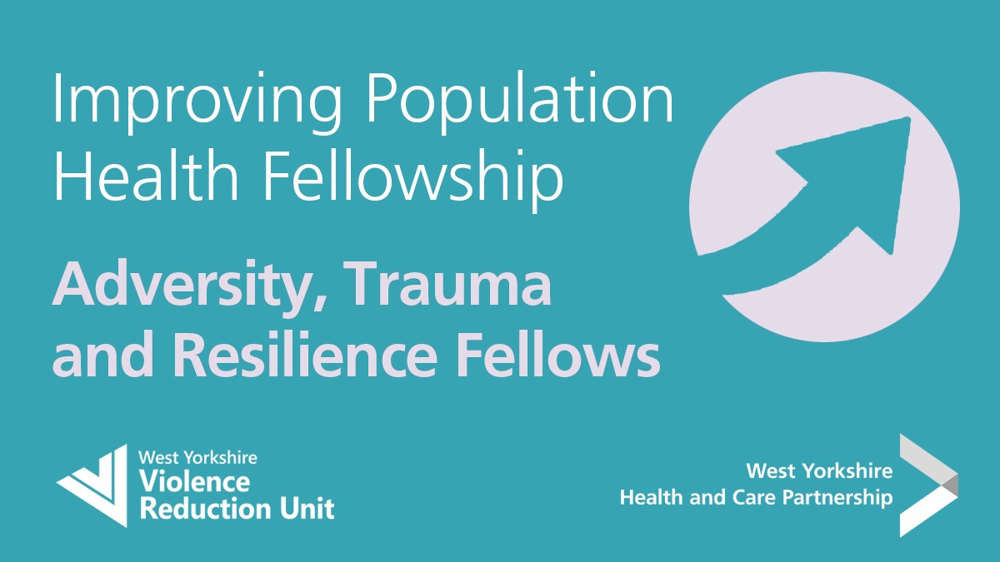 Improving Population
Health Fellowship
Adversity, Trauma
and Resilience Fellows
West Yorkshire
Violence
Reduction Unit
West Yorkshire
Health and Care Partnership